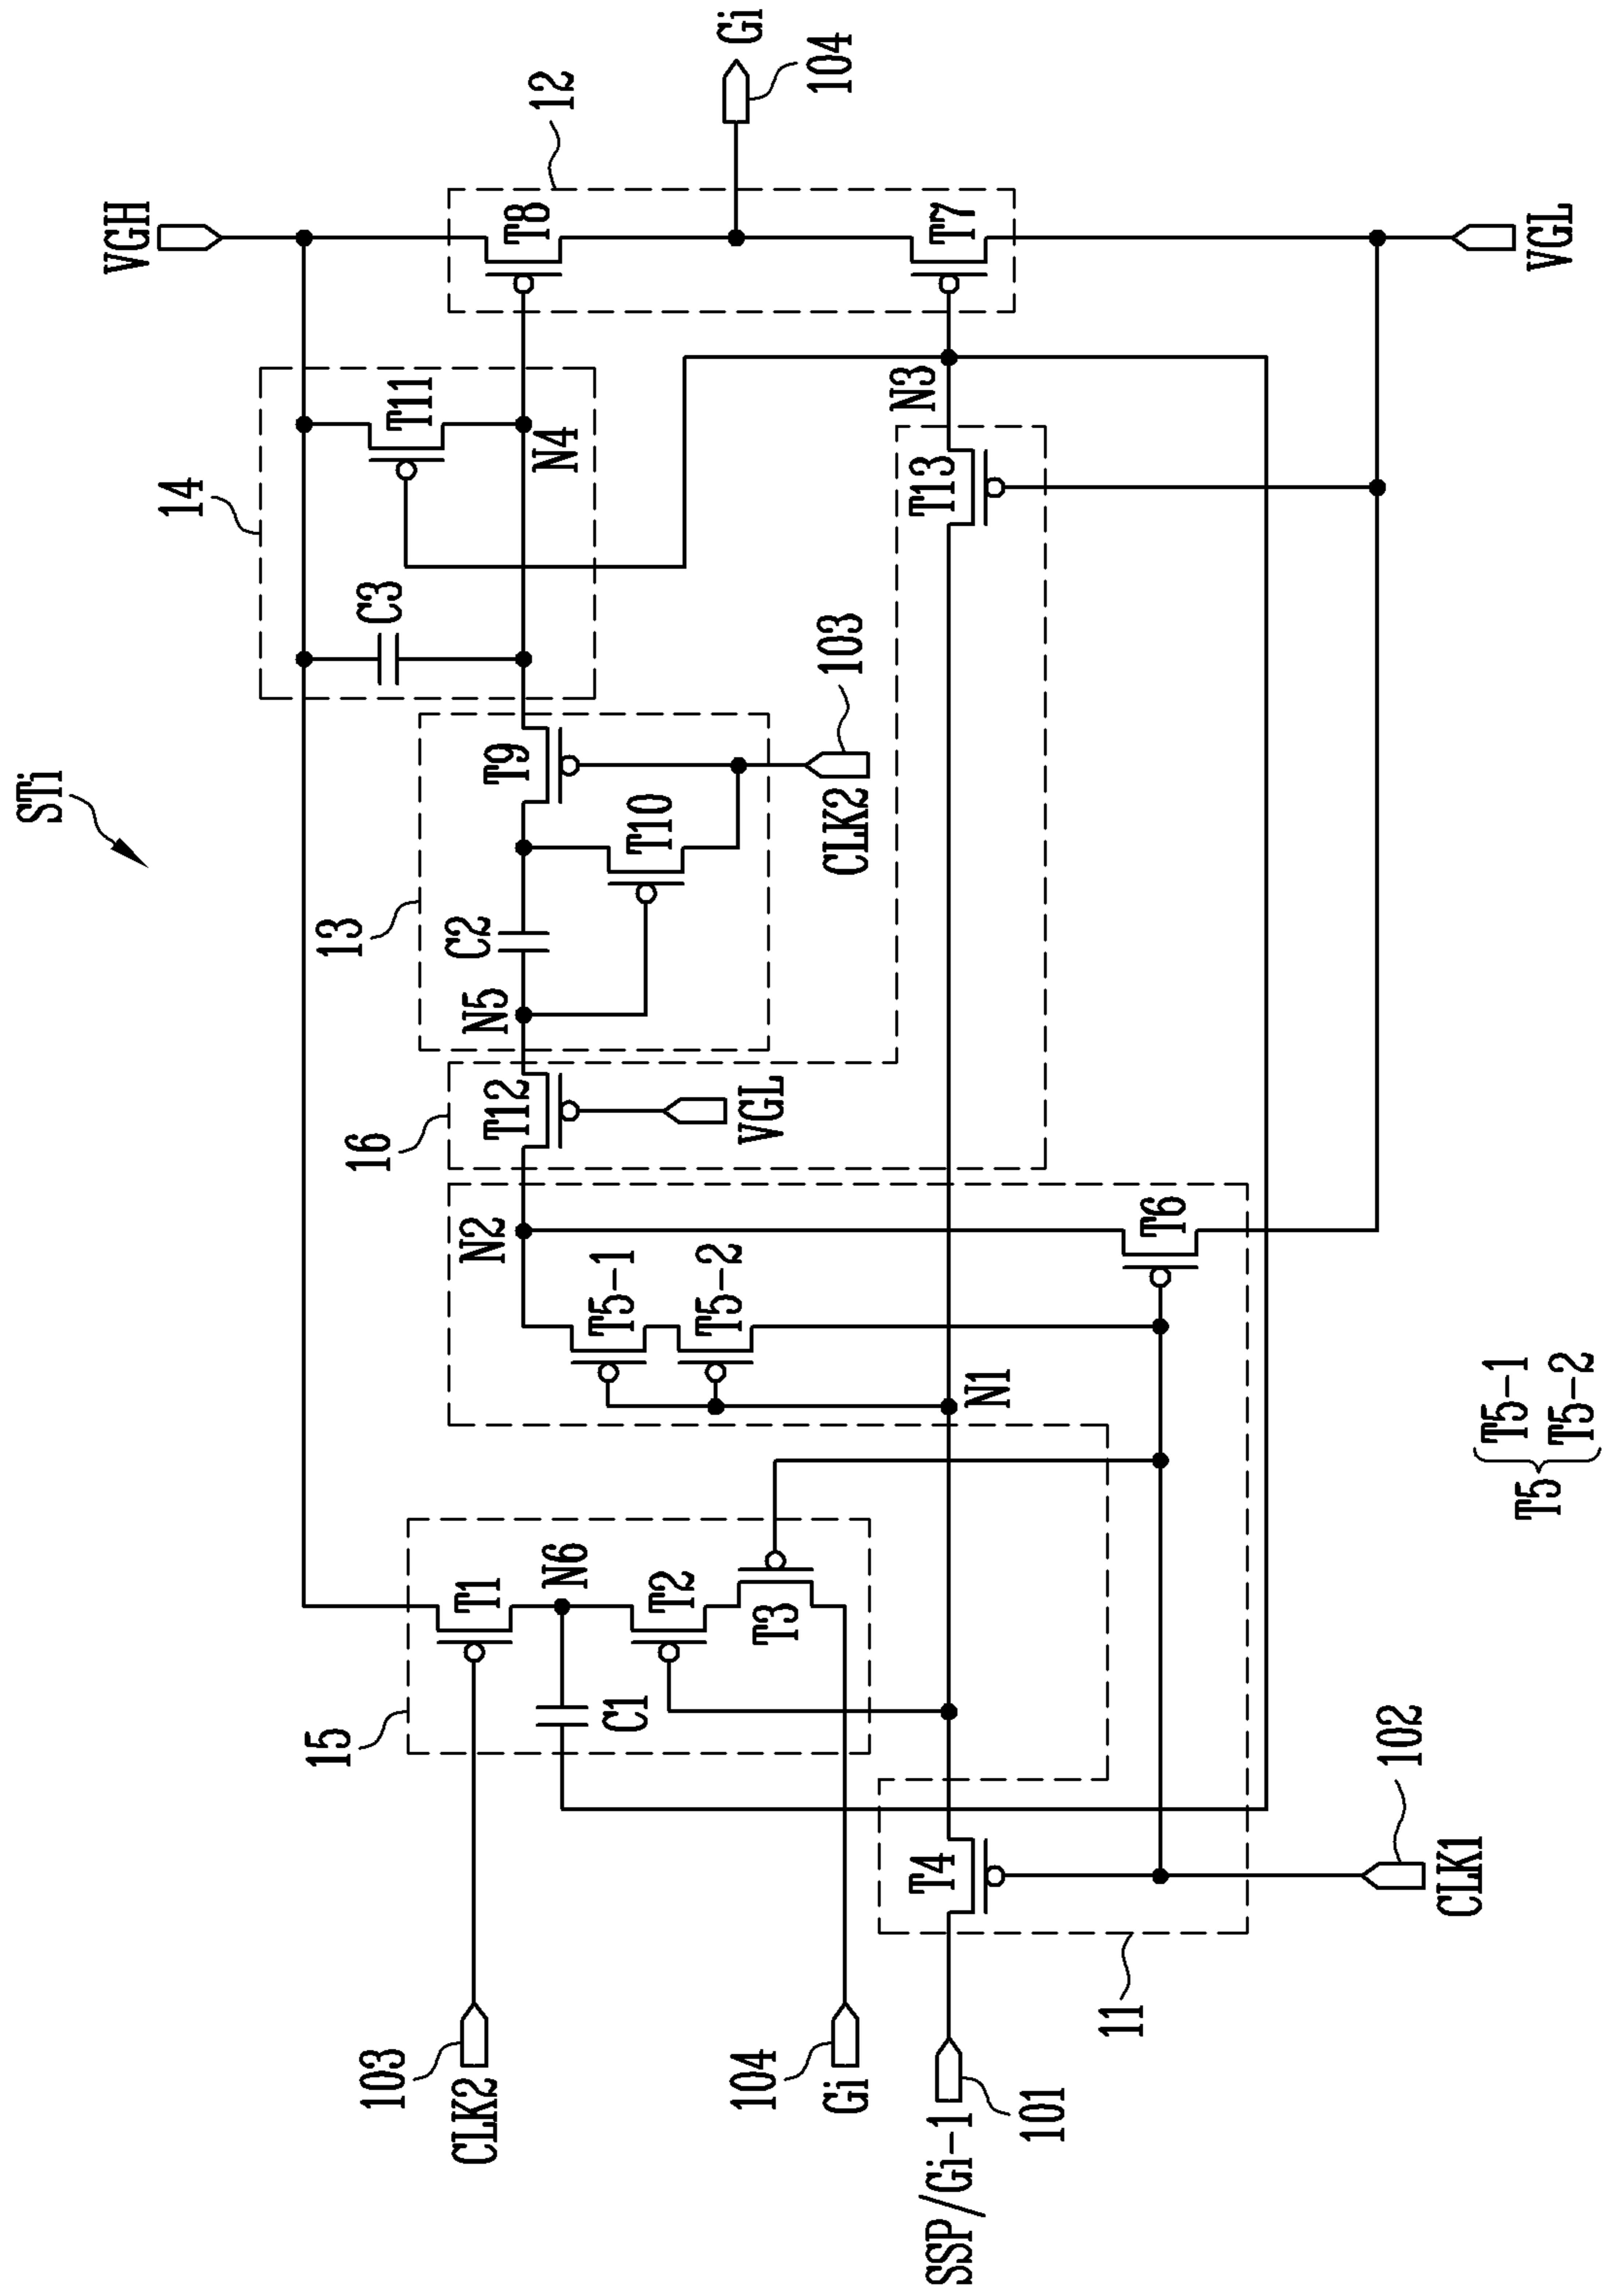 STi
VGH
14
12
C3
T11
T8
N4
Gi
104
T7
VGL
N3
T13
13
N5
C2
T9
T10
CLK2
103
16
T12
VGL
N2
T5-1
T5-2
T6
N1
15
T1
N6
C1
T2
T3
103
CLK2
104
Gi
T4
SSP/Gi-1
101
11
CLK1
102
T5
T5-1
T5-2